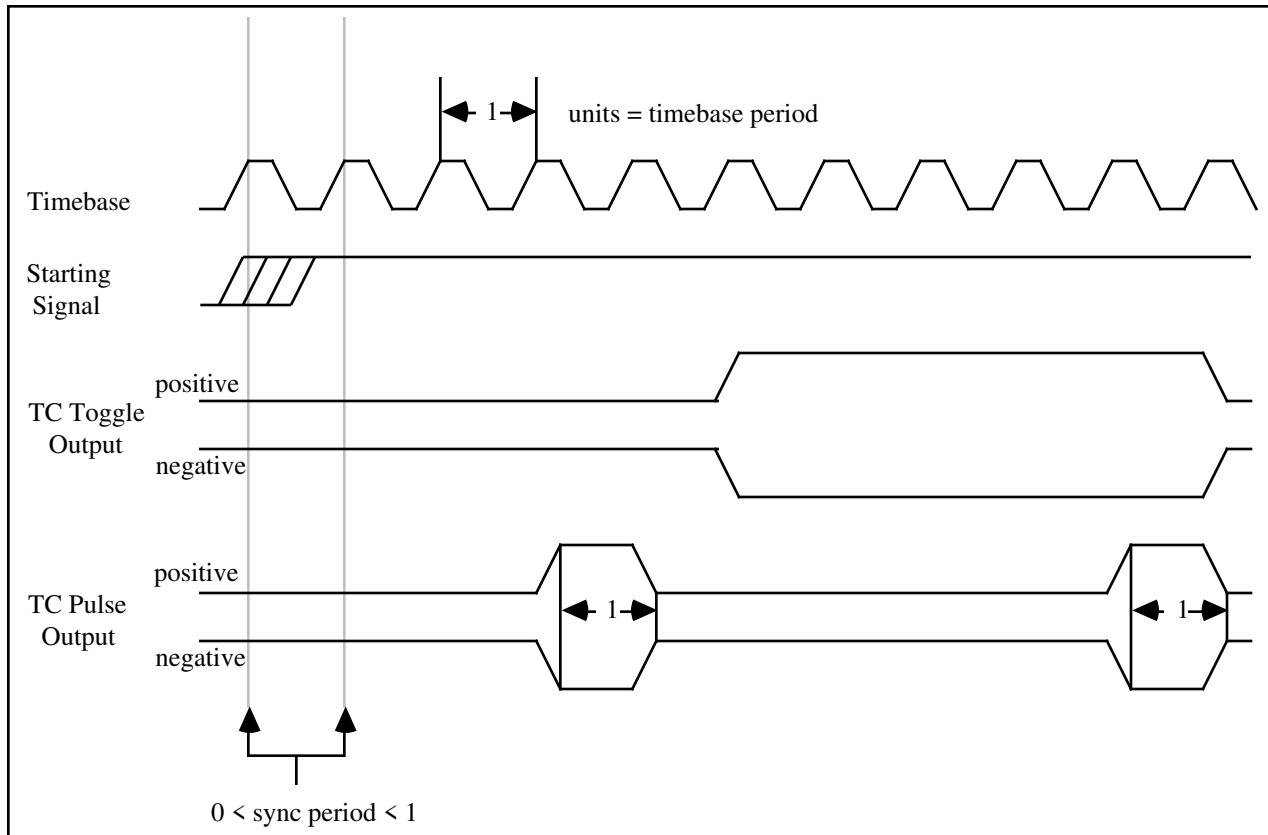 1
units = timebase period
Timebase
Starting
Signal
positive
TC Toggle
Output
negative
positive
TC Pulse
Output
1
1
negative
0 < sync period < 1